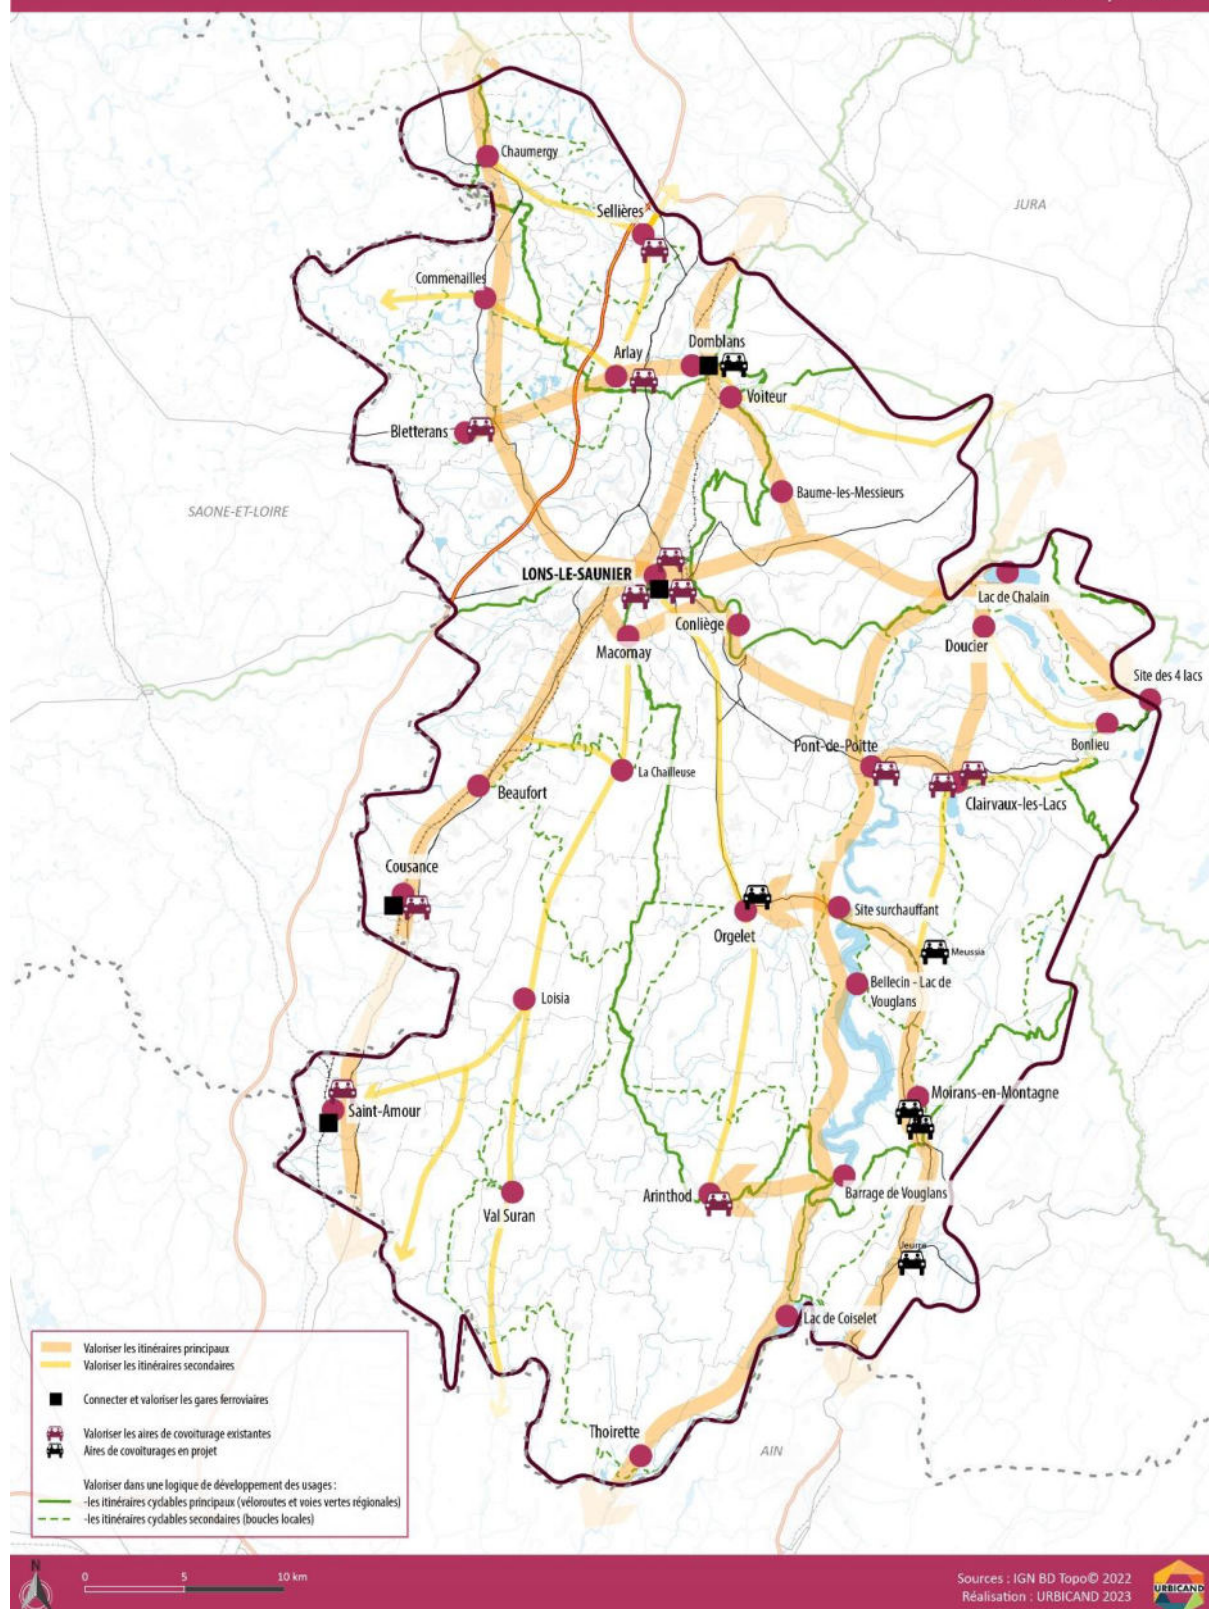 Chaumergy
JURA
Sellières
Commenailles
Arlay
Domblans
Voiteur
Bletterans
Baume-les-Messieurs
SAONE-ET-LOIRE
LONS-LE-SAUNIER
Lac de Chalain
Conliège
Doucier
Macornay
Site des 4 lacs
Bonlieu
Pont-de-Poitte
La Chailleuse
Beaufort
Clairvaux-les-Lacs
Cousance
Site surchauffant
Orgelet
Meussia
Bellecin - Lac de
Vouglans
Loisia
Moirans-en-Montagne
Saint-Amour
Barrage de Vouglans
Arinthod
Val Suran
Jeurre
Lac de Coiselet
Thoirette
AIN
Valoriser les itinéraires principaux
Valoriser les itinéraires secondaires
Connecter et valoriser les gares ferroviaires
Valoriser les aires de covoiturage existantes
Aires de covoiturages en projet
Valoriser dans une logique de développement des usages :
-les itinéraires cyclables principaux (véloroutes et voies vertes régionales)
-les itinéraires cyclables secondaires (boucles locales)
N
0 5 10 km
Sources : IGN BD Topo© 2022
Réalisation : URBICAND 2023
URBICAND